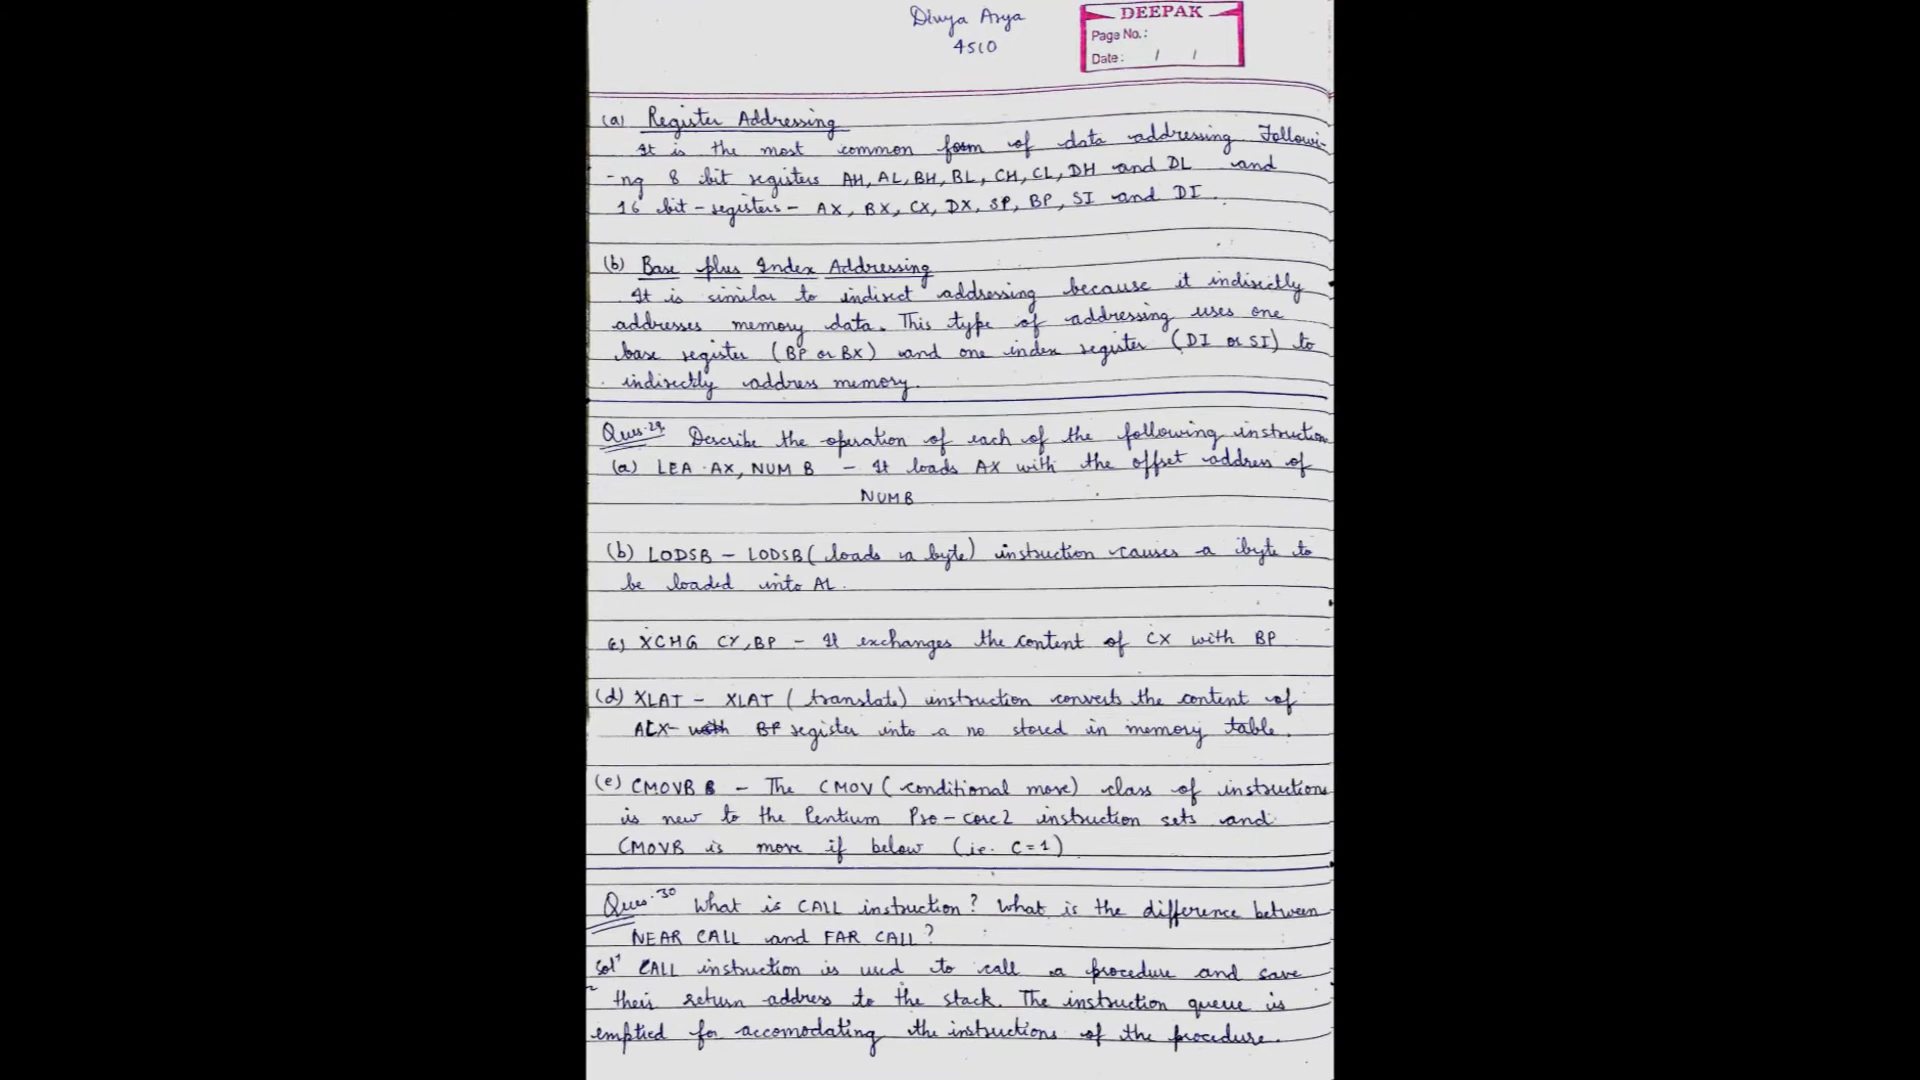 Divya Arya
4510
DEEPAK
Page No.:
Date: / /
(a) Register Addressing
It is the most common form of data addressing Followi-
-ng 8 bit registers AH, AL, BH, BL, CH, CL, DH and DL and
16 bit-registers- AX, BX, CX, DX, SP, BP, SI and DI.
(b) Base plus Index Addressing
It is similar to indirect addressing because it indirectly
addresses memory data. This type of addressing uses one
base register (BP or BX) and one index register (DI or SI) to
indirectly address memory.
Ques.29. Describe the operation of each of the following instruction
(a) LEA AX, NUM B - It loads AX with the offset address of
NUMB
(b) LODSB - LODSB (loads a byte) instruction causes a byte to
be loaded into AL.
(c) XCHG CX, BP - It exchanges the content of CX with BP
(d) XLAT - XLAT (translate) instruction converts the content of
register into a no stored in memory table.
(e) CMOVB - The CMOV (conditional move) class of instructions
is new to the Pentium Pro-core2 instruction sets and
CMOVB is move if below (ie. C=1)
Ques.30 What is CALL instruction? What is the difference between
NEAR CALL and FAR CALL?
Sol" CALL instruction is used to call a procedure and save
their return address to the stack. The instruction queue is
emptied for accomodating the instructions of the procedure.